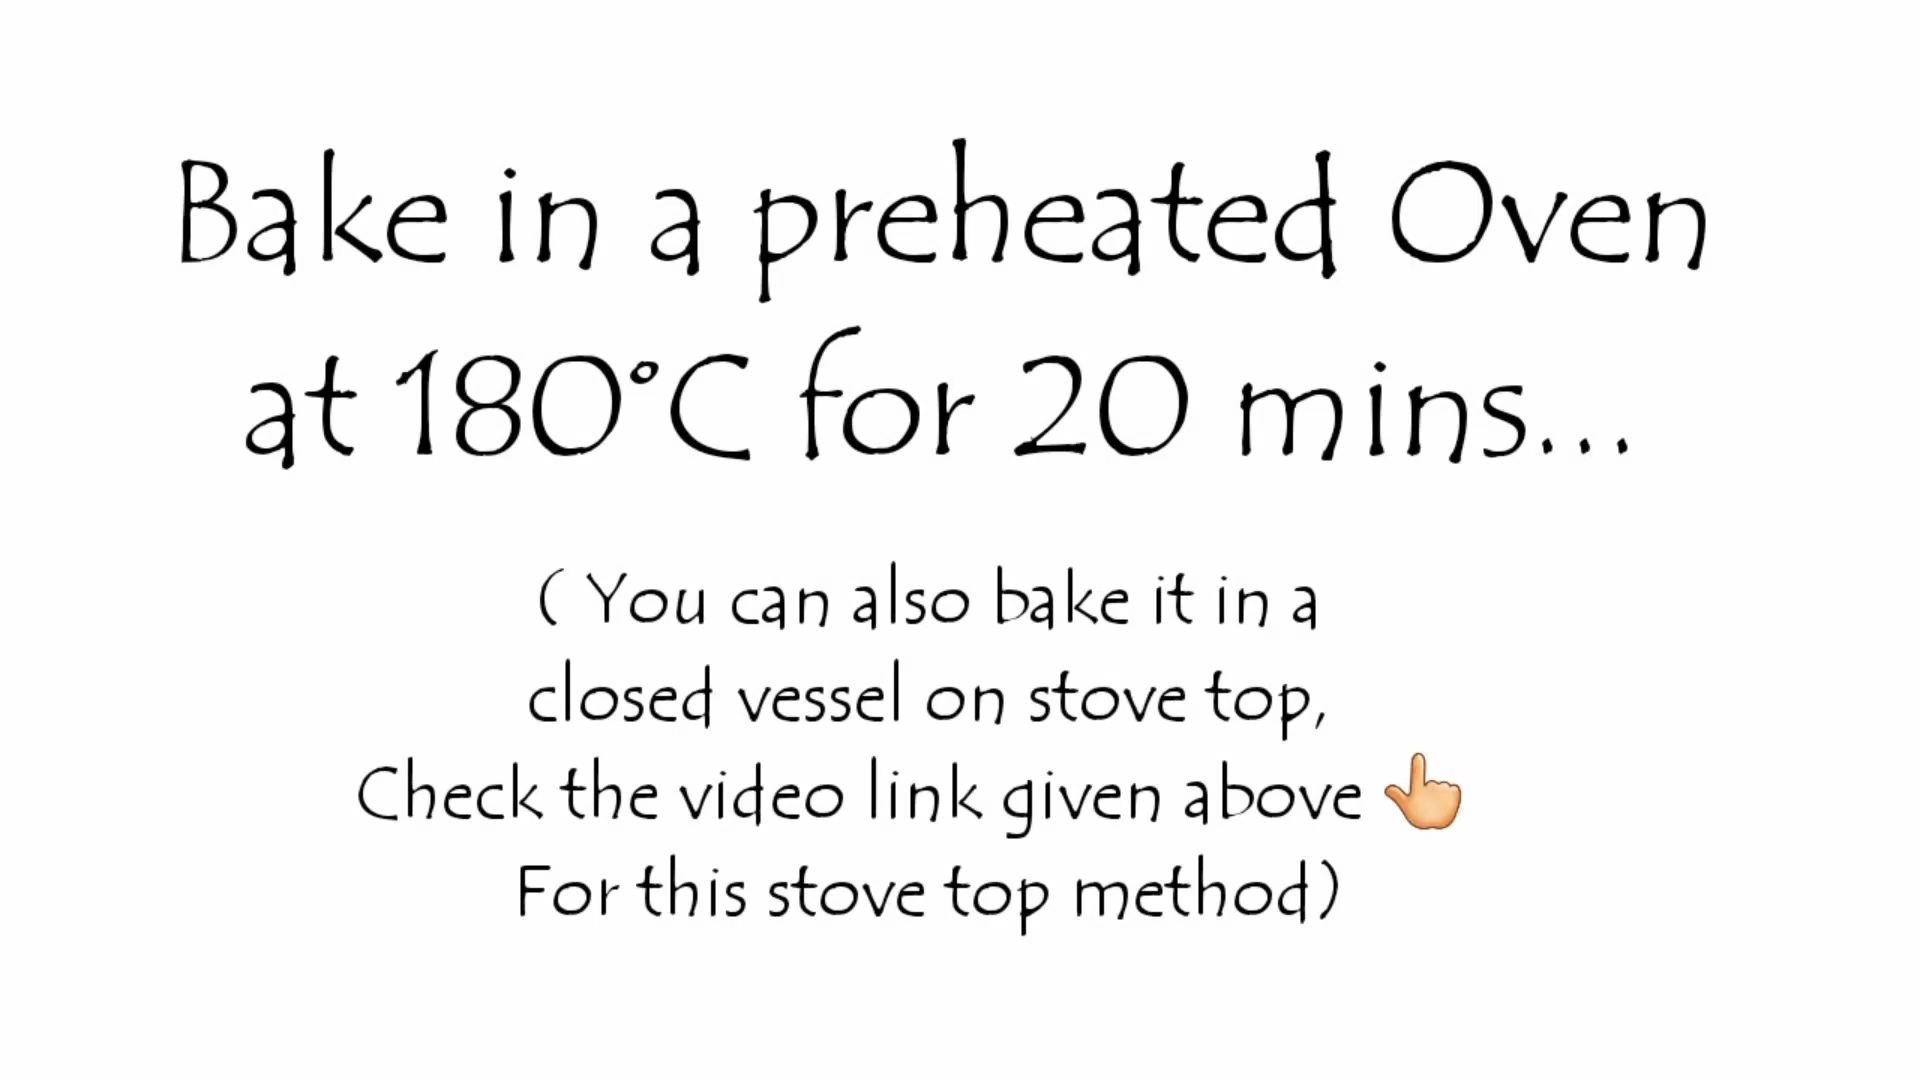 Bake in a preheated Oven
at 180°C for 20 mins...
( You can also bake it in a
closed vessel on stove top,
Check the video link given above 👆
For this stove top method)